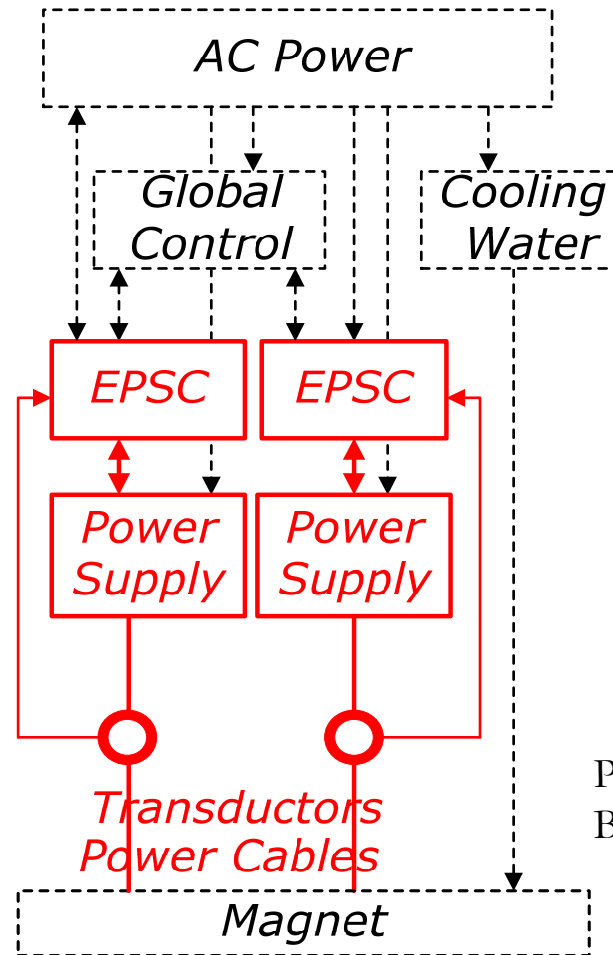 AC Power
Global
Control
Cooling
Water
EPSC
EPSC
Power
Supply
Power
Supply
P
B
Transductors
Power Cables
Magnet